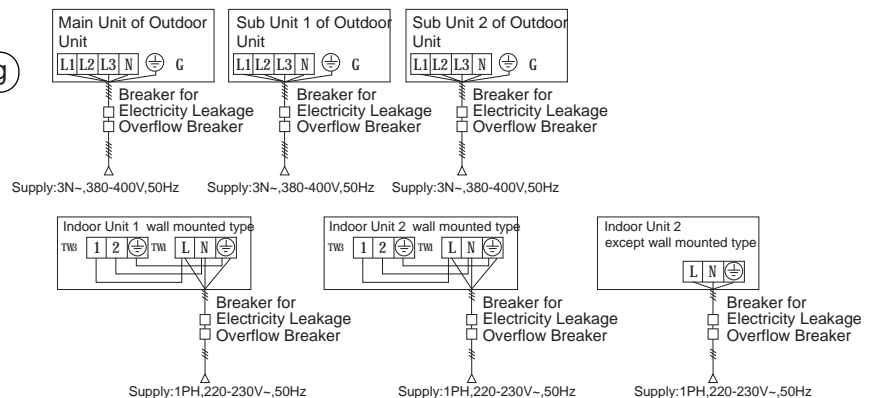 g
Main Unit of Outdoor
Unit
L1 L2 L3 N G
Breaker for
Electricity Leakage
Overflow Breaker
Supply:3N~,380-400V,50Hz
Sub Unit 1 of Outdoor
Unit
L1 L2 L3 N G
Breaker for
Electricity Leakage
Overflow Breaker
Supply:3N~,380-400V,50Hz
Sub Unit 2 of Outdoor
Unit
L1 L2 L3 N G
Breaker for
Electricity Leakage
Overflow Breaker
Supply:3N~,380-400V,50Hz
Indoor Unit 1 wall mounted type
TW3 1 2 TW1 L N
Breaker for
Electricity Leakage
Overflow Breaker
Supply:1PH,220-230V~,50Hz
Indoor Unit 2 wall mounted type
TW3 1 2 TW1 L N
Breaker for
Electricity Leakage
Overflow Breaker
Supply:1PH,220-230V~,50Hz
Indoor Unit 2
except wall mounted type
L N
Breaker for
Electricity Leakage
Overflow Breaker
Supply:1PH,220-230V~,50Hz